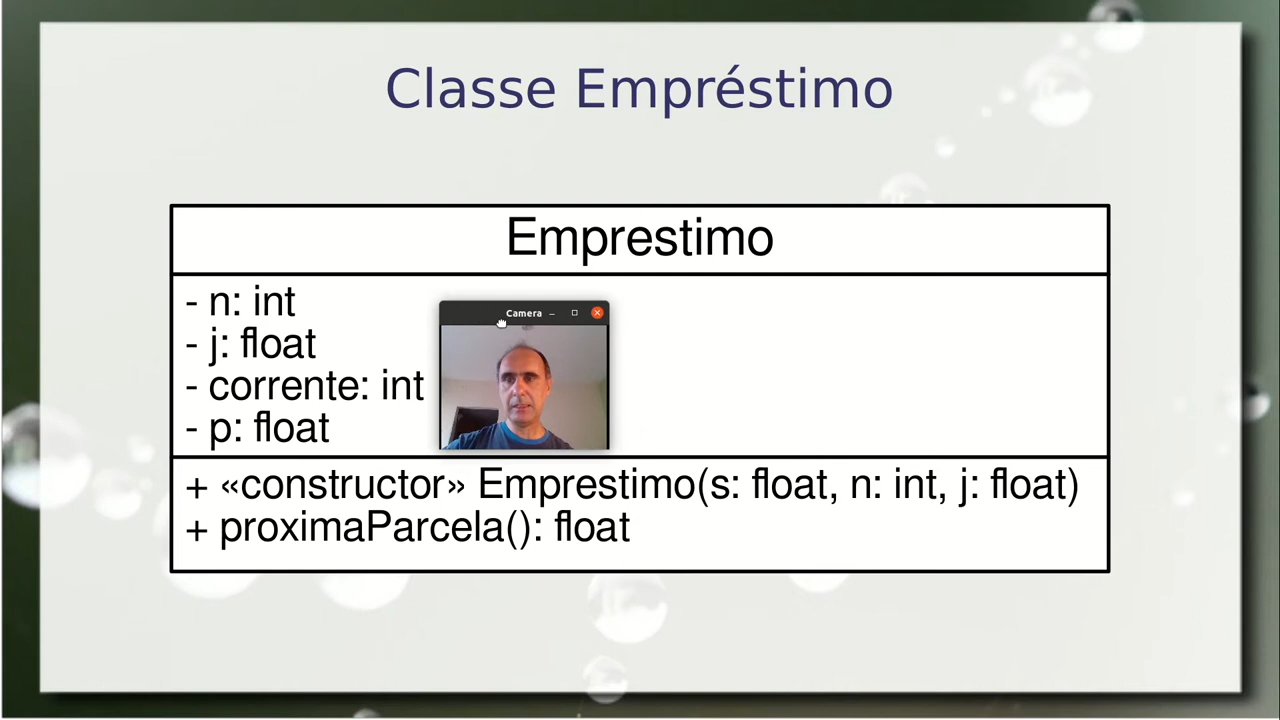 Classe Empréstimo
Emprestimo
- n: int
Camera
- j: float
- corrente: int
- p: float
+ «constructor» Emprestimo(s: float, n: int, j: float)
+ proximaParcela(): float